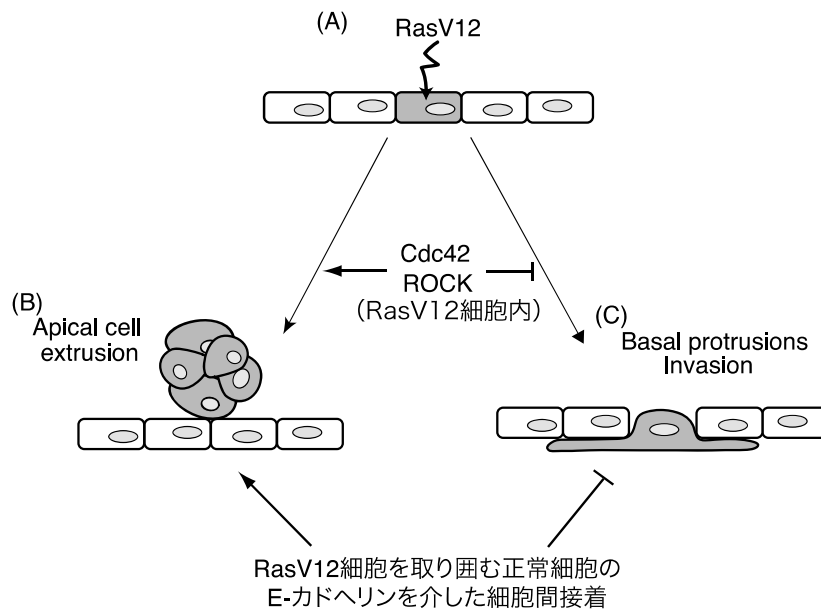 (A)
RasV12
Cdc42
ROCK
(RasV12細胞内)
(B)
Apical cell
extrusion
(C)
Basal protrusions
Invasion
RasV12細胞を取り囲む正常細胞の
E-カドヘリンを介した細胞間接着